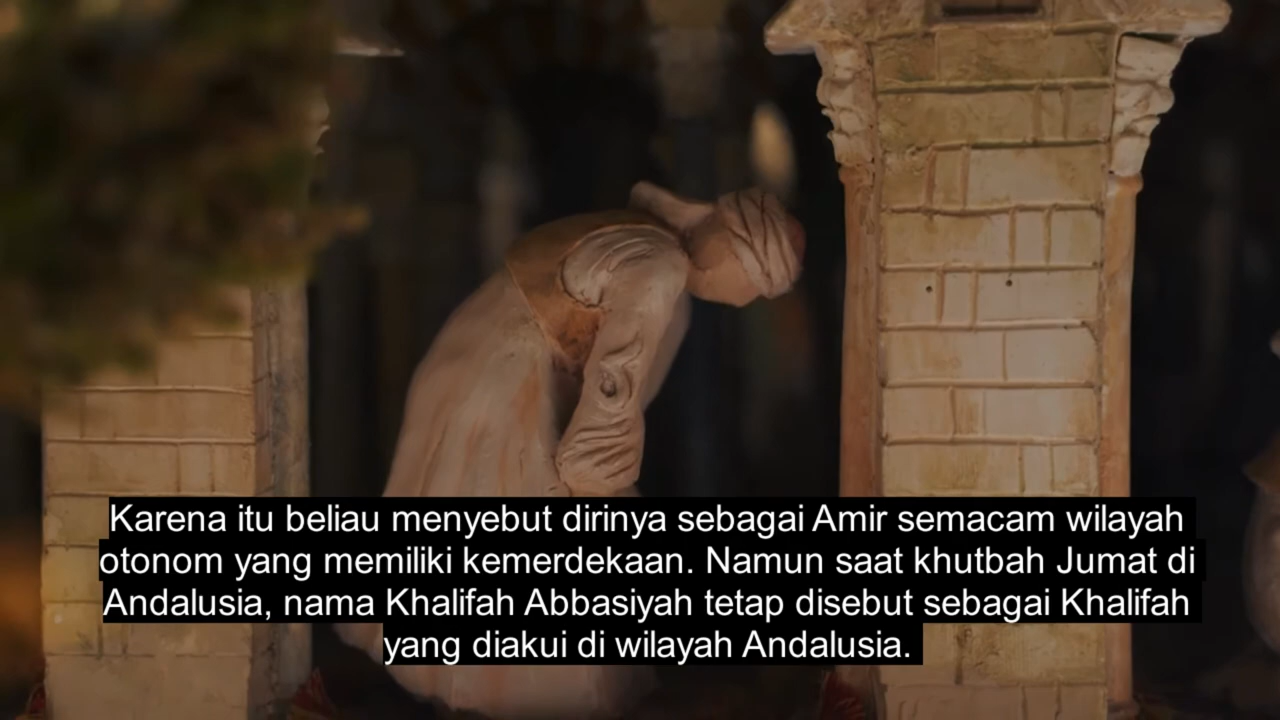 Karena itu beliau menyebut dirinya sebagai Amir semacam wilayah
otonom yang memiliki kemerdekaan. Namun saat khutbah Jumat di
Andalusia, nama Khalifah Abbasiyah tetap disebut sebagai Khalifah
yang diakui di wilayah Andalusia.